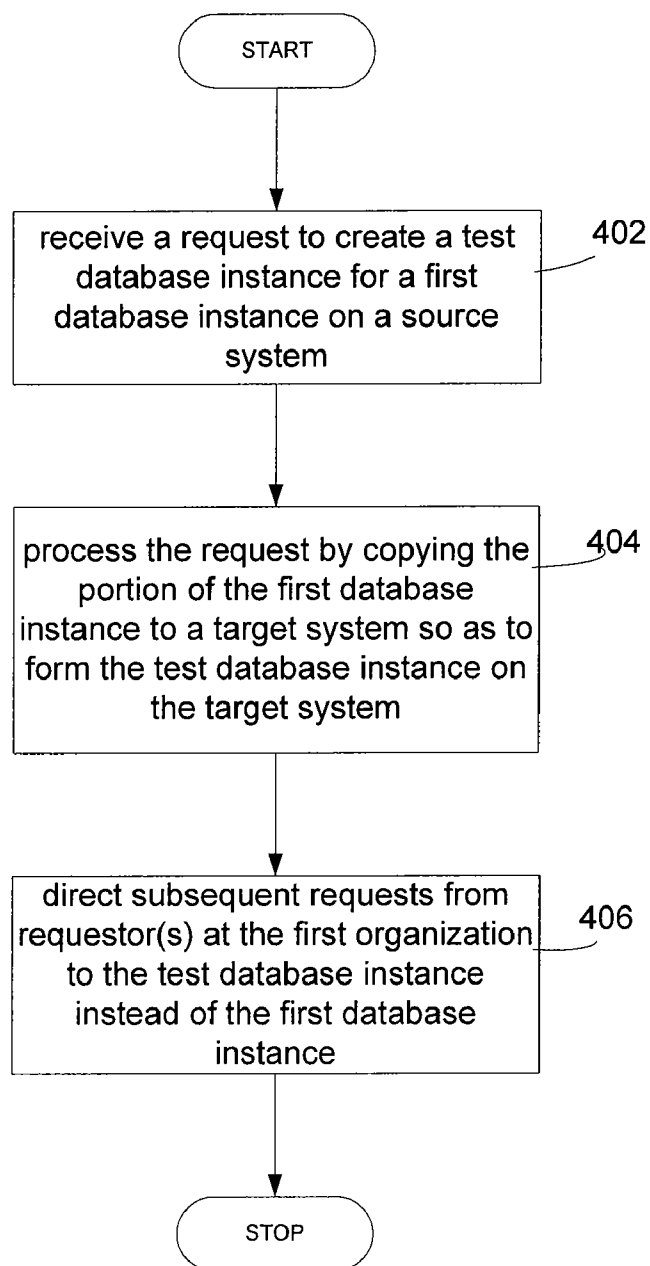 START
receive a request to create a test
database instance for a first
database instance on a source
system
402
process the request by copying the
portion of the first database
instance to a target system so as to
form the test database instance on
the target system
404
direct subsequent requests from
requestor(s) at the first organization
to the test database instance
instead of the first database
instance
406
STOP